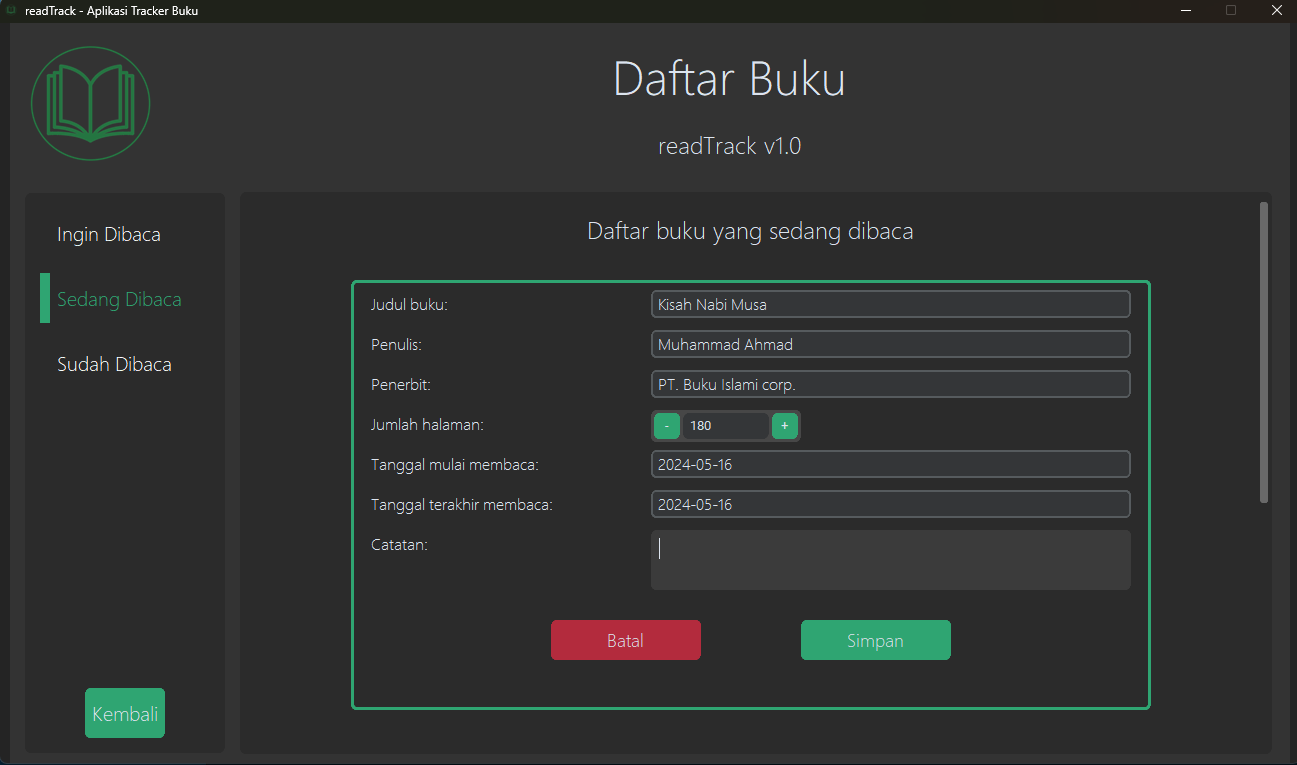 readTrack - Aplikasi Tracker Buku
Daftar Buku
readTrack v1.0
Ingin Dibaca
Sedang Dibaca
Sudah Dibaca
Kembali
Daftar buku yang sedang dibaca
Judul buku: Kisah Nabi Musa
Penulis: Muhammad Ahmad
Penerbit: PT. Buku Islami corp.
Jumlah halaman: - 180 +
Tanggal mulai membaca: 2024-05-16
Tanggal terakhir membaca: 2024-05-16
Catatan:
Batal Simpan